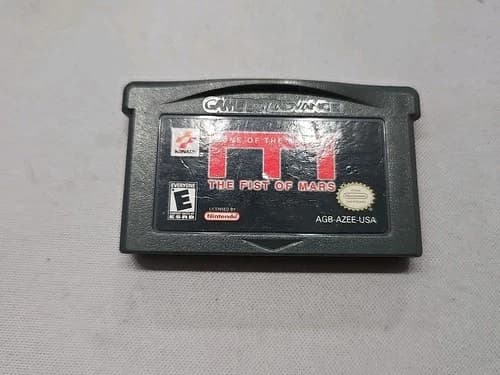 GAME BOY ADVANCE
KONAMI
ONE OF THE
THE FIST OF MARS
EVERYONE
E
ESRB
LICENSED BY
Nintendo
AGB-AZEE-USA